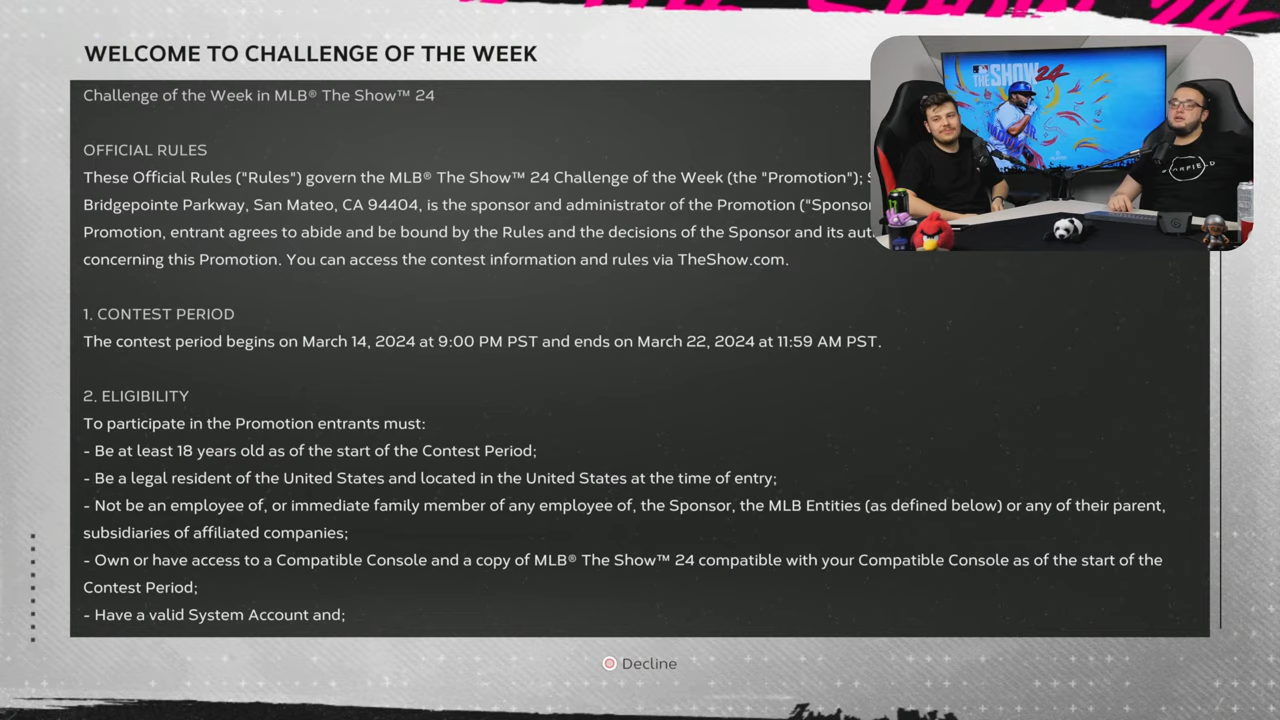 THE SHOW 24
WELCOME TO CHALLENGE OF THE WEEK
Challenge of the Week in MLB® The Show™ 24
OFFICIAL RULES
These Official Rules ("Rules") govern the MLB® The Show™ 24 Challenge of the Week (the "Promotion");
Bridgepointe Parkway, San Mateo, CA 94404, is the sponsor and administrator of the Promotion ("Sponsor
Promotion, entrant agrees to abide and be bound by the Rules and the decisions of the Sponsor and its
concerning this Promotion. You can access the contest information and rules via TheShow.com.
1. CONTEST PERIOD
The contest period begins on March 14, 2024 at 9:00 PM PST and ends on March 22, 2024 at 11:59 AM PST.
2. ELIGIBILITY
To participate in the Promotion entrants must:
- Be at least 18 years old as of the start of the Contest Period;
- Be a legal resident of the United States and located in the United States at the time of entry;
- Not be an employee of, or immediate family member of any employee of, the Sponsor, the MLB Entities (as defined below) or any of their parent,
subsidiaries of affiliated companies;
- Own or have access to a Compatible Console and a copy of MLB® The Show™ 24 compatible with your Compatible Console as of the start of the
Contest Period;
- Have a valid System Account and;
Decline